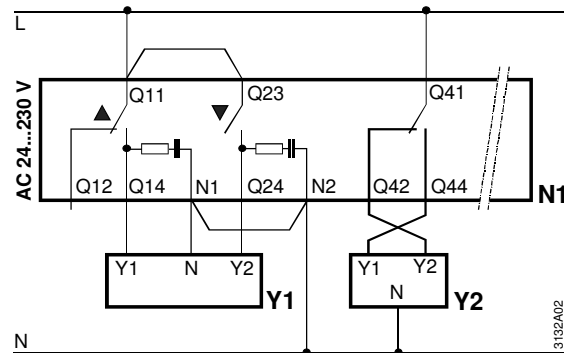 L
AC 24...230 V
Q11 Q23 Q41
Q12 Q14 N1 Q24 N2 Q42 Q44
N1
Y1 N Y2
Y1
Y1 Y2
N
Y2
N
3132A02